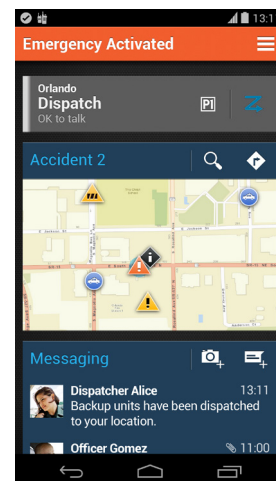 13:1
Emergency Activated
Orlando
Dispatch
OK to talk
PI
Accident 2
Messaging
Dispatcher Alice 13:11
Backup units have been dispatched
to your location.
Officer Gomez 11:00